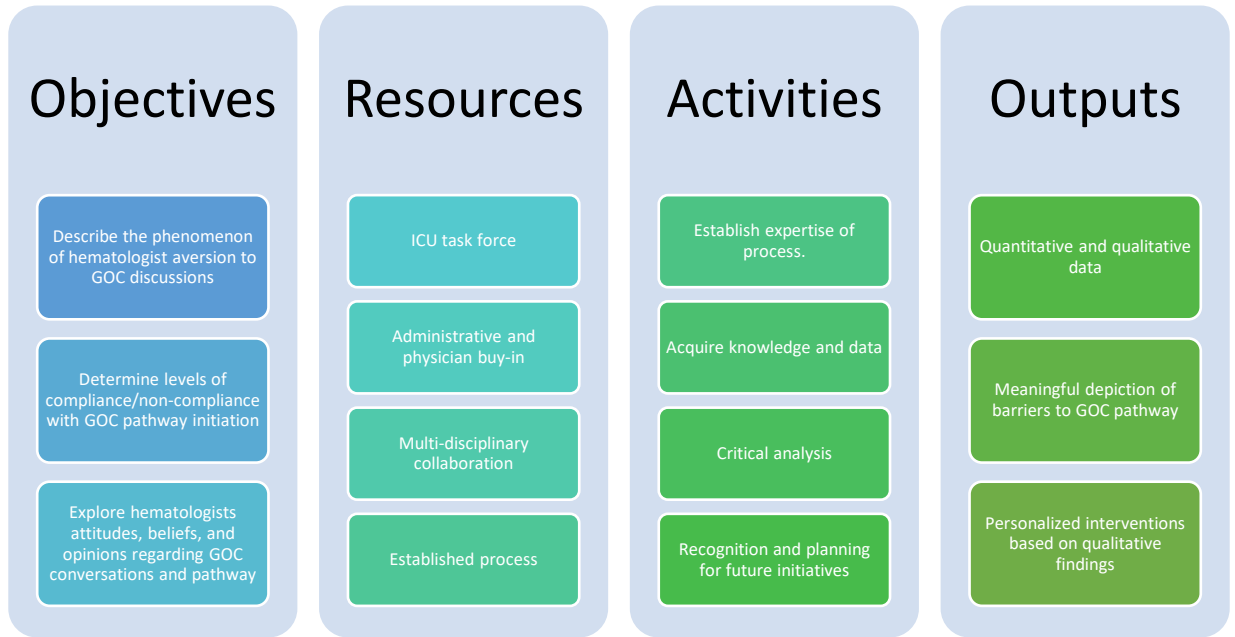 Objectives
Describe the phenomenon
of hematologist aversion to
GOC discussions
Determine levels of
compliance/non-compliance
with GOC pathway initiation
Explore hematologists
attitudes, beliefs, and
opinions regarding GOC
conversations and pathway
Resources
ICU task force
Administrative and
physician buy-in
Multi-disciplinary
collaboration
Established process
Activities
Establish expertise of
process.
Acquire knowledge and data
Critical analysis
Recognition and planning
for future initiatives
Outputs
Quantitative and qualitative
data
Meaningful depiction of
barriers to GOC pathway
Personalized interventions
based on qualitative
findings